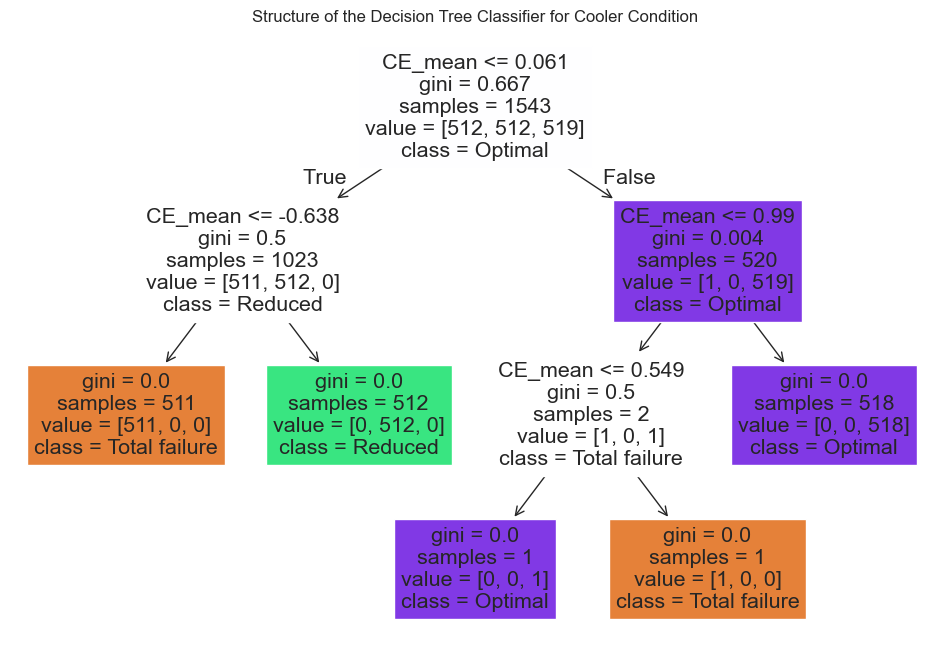 Structure of the Decision Tree Classifier for Cooler Condition
CE_mean <= 0.061
gini = 0.667
samples = 1543
value = [512, 512, 519]
class = Optimal
True
False
CE_mean <= -0.638
gini = 0.5
samples = 1023
value = [511, 512, 0]
class = Reduced
CE_mean <= 0.99
gini = 0.004
samples = 520
value = [1, 0, 519]
class = Optimal
gini = 0.0
samples = 511
value = [511, 0, 0]
class = Total failure
gini = 0.0
samples = 512
value = [0, 512, 0]
class = Reduced
CE_mean <= 0.549
gini = 0.5
samples = 2
value = [1, 0, 1]
class = Total failure
gini = 0.0
samples = 518
value = [0, 0, 518]
class = Optimal
gini = 0.0
samples = 1
value = [0, 0, 1]
class = Optimal
gini = 0.0
samples = 1
value = [1, 0, 0]
class = Total failure